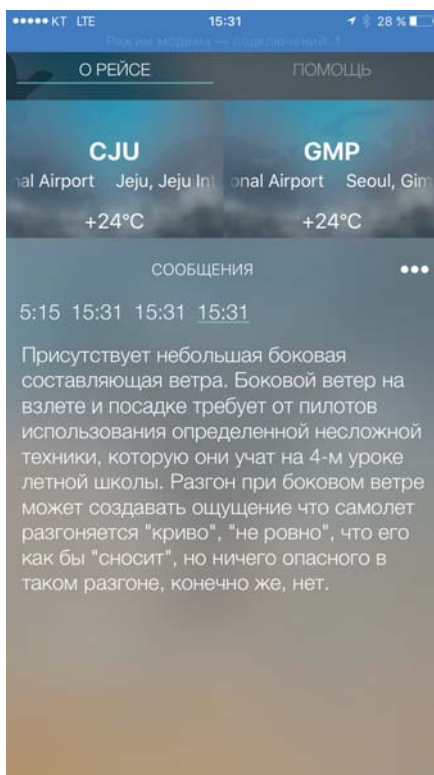 KT LTE 15:31 28 %
Режим модема — подключений: 1
О РЕЙСЕ ПОМОЩЬ
CJU GMP
nal Airport Jeju, Jeju Int onal Airport Seoul, Gim
+24°C +24°C
СООБЩЕНИЯ
5:15 15:31 15:31 15:31
Присутствует небольшая боковая
составляющая ветра. Боковой ветер на
взлете и посадке требует от пилотов
использования определенной несложной
техники, которую они учат на 4-м уроке
летной школы. Разгон при боковом ветре
может создавать ощущение что самолет
разгоняется "криво", "не ровно", что его
как бы "сносит", но ничего опасного в
таком разгоне, конечно же, нет.